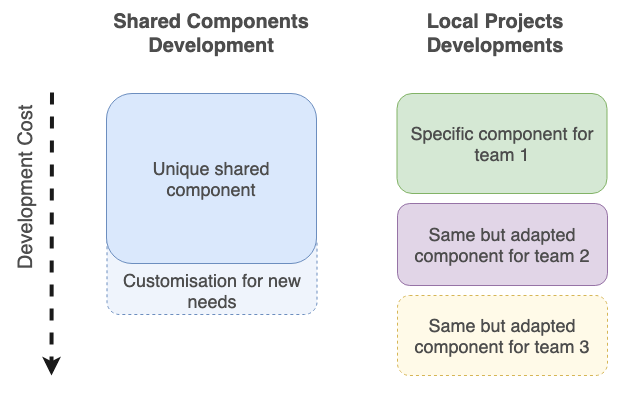 Shared Components
Development
Local Projects
Developments
Development Cost
Unique shared
component
Customisation for new
needs
Specific component for
team 1
Same but adapted
component for team 2
Same but adapted
component for team 3